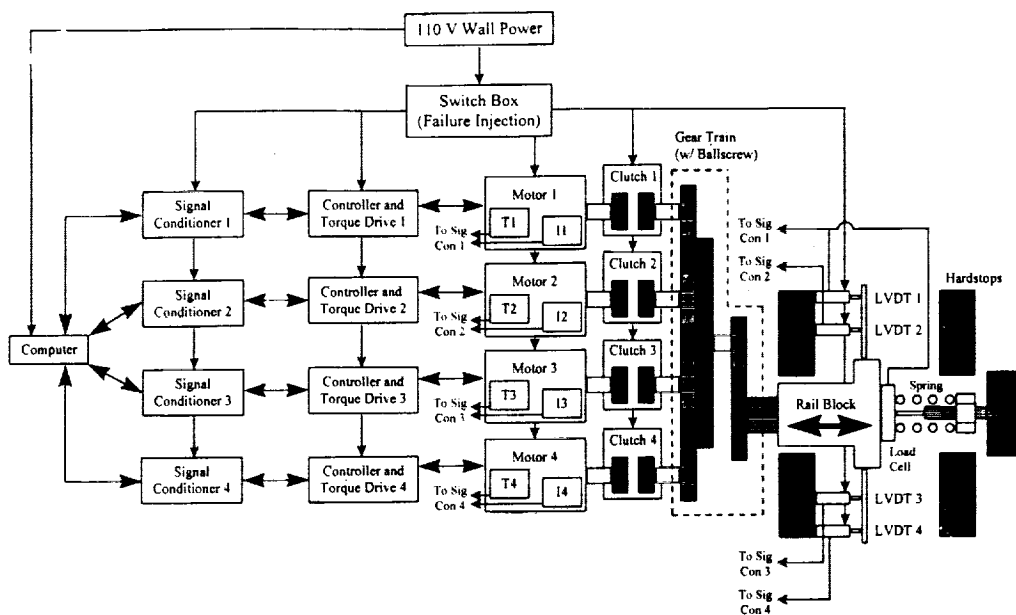 110 V Wall Power
Switch Box
(Failure Injection)
Gear Train
(w/ Ballscrew)
Signal
Conditioner 1
Controller and
Torque Drive 1
Motor 1
T1
I1
To Sig
Con 1
Clutch 1
Signal
Conditioner 2
Controller and
Torque Drive 2
Motor 2
T2
I2
To Sig
Con 2
Clutch 2
Computer
Signal
Conditioner 3
Controller and
Torque Drive 3
Motor 3
T3
I3
To Sig
Con 3
Clutch 3
Signal
Conditioner 4
Controller and
Torque Drive 4
Motor 4
T4
I4
To Sig
Con 4
Clutch 4
To Sig
Con 1
To Sig
Con 2
LVDT 1
LVDT 2
Hardstops
Rail Block
Spring
Load
Cell
LVDT 3
LVDT 4
To Sig
Con 3
To Sig
Con 4